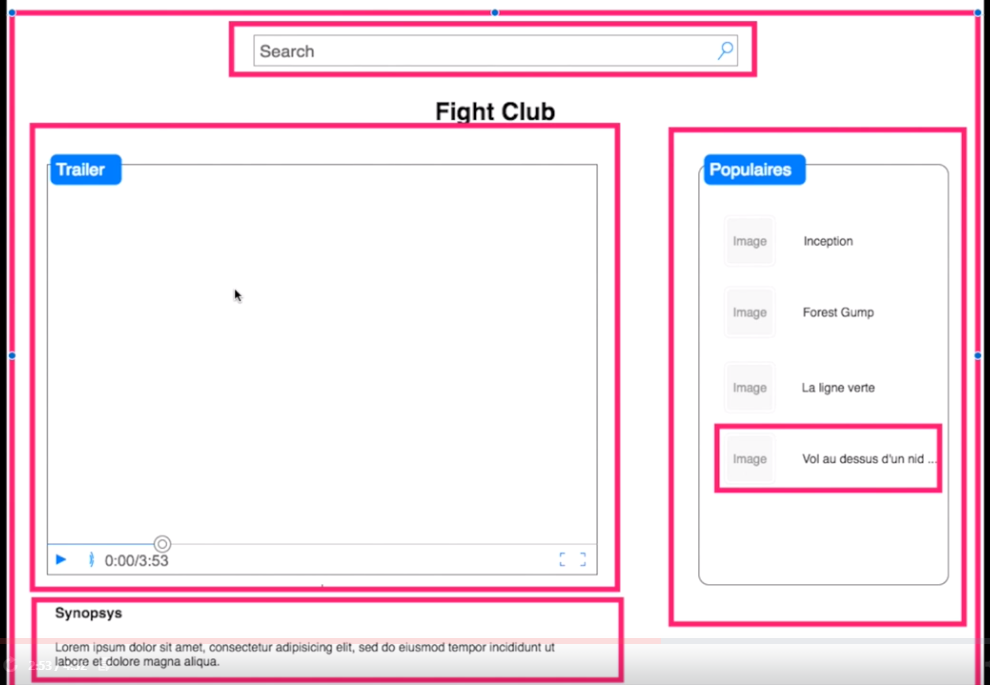 Search
Fight Club
Trailer
0:00/3:53
Populaires
Image Inception
Image Forest Gump
Image La ligne verte
Image Vol au dessus d'un nid ...
Synopsys
Lorem ipsum dolor sit amet, consectetur adipisicing elit, sed do eiusmod tempor incididunt ut
labore et dolore magna aliqua.